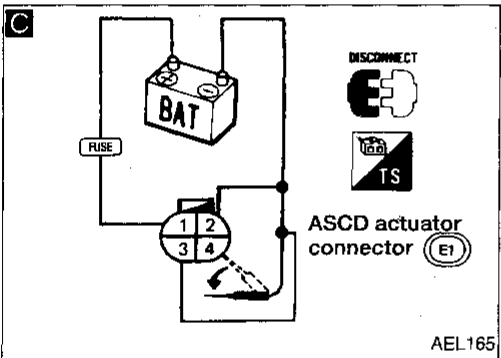 C
DISCONNECT
+ −
BAT
FUSE
TS
1 2
3 4
ASCD actuator
connector E1
AEL165